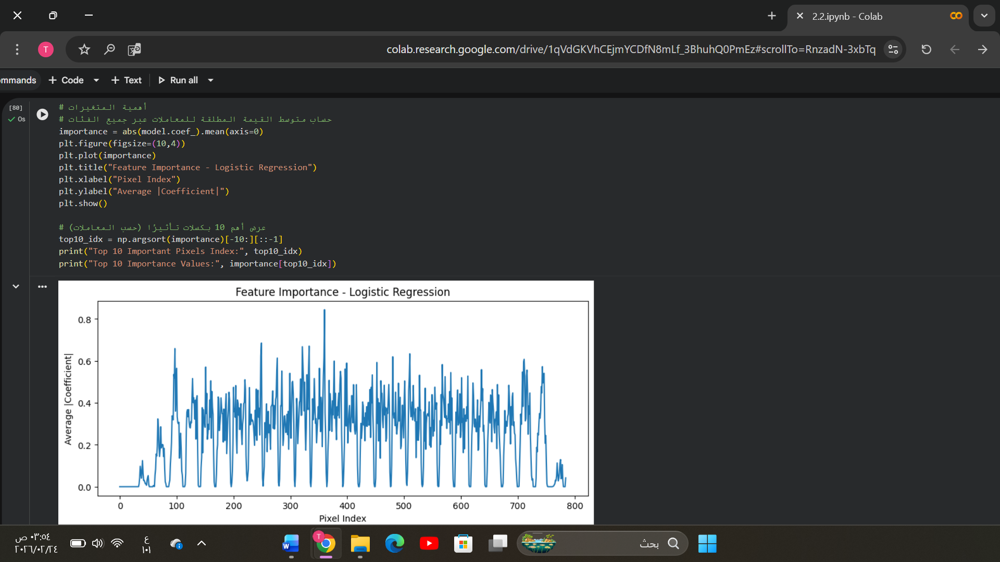 2.2.ipynb - Colab
T
colab.research.google.com/drive/1qVdGKVhCEjmYCDfN8mLf_3BhuhQ0PmEz#scrollTo=RnzadN-3xbTq
ommands + Code + Text Run all
[80]
0s
# أهمية المتغيرات
# حساب متوسط القيمة المطلقة للمعاملات عبر جميع الفئات
importance = abs(model.coef_).mean(axis=0)
plt.figure(figsize=(10,4))
plt.plot(importance)
plt.title("Feature Importance - Logistic Regression")
plt.xlabel("Pixel Index")
plt.ylabel("Average |Coefficient|")
plt.show()
# عرض أهم 10 بكسلات تأثيرًا (حسب المعاملات)
top10_idx = np.argsort(importance)[-10:][::-1]
print("Top 10 Important Pixels Index:", top10_idx)
print("Top 10 Importance Values:", importance[top10_idx])
Feature Importance - Logistic Regression
Average |Coefficient|
0.8
0.6
0.4
0.2
0.0
0 100 200 300 400 500 600 700 800
Pixel Index
٠٣:٥٤ ص
٢٠٢٦/٠٢/٢٤
ع
١٠١
W
T
بحث